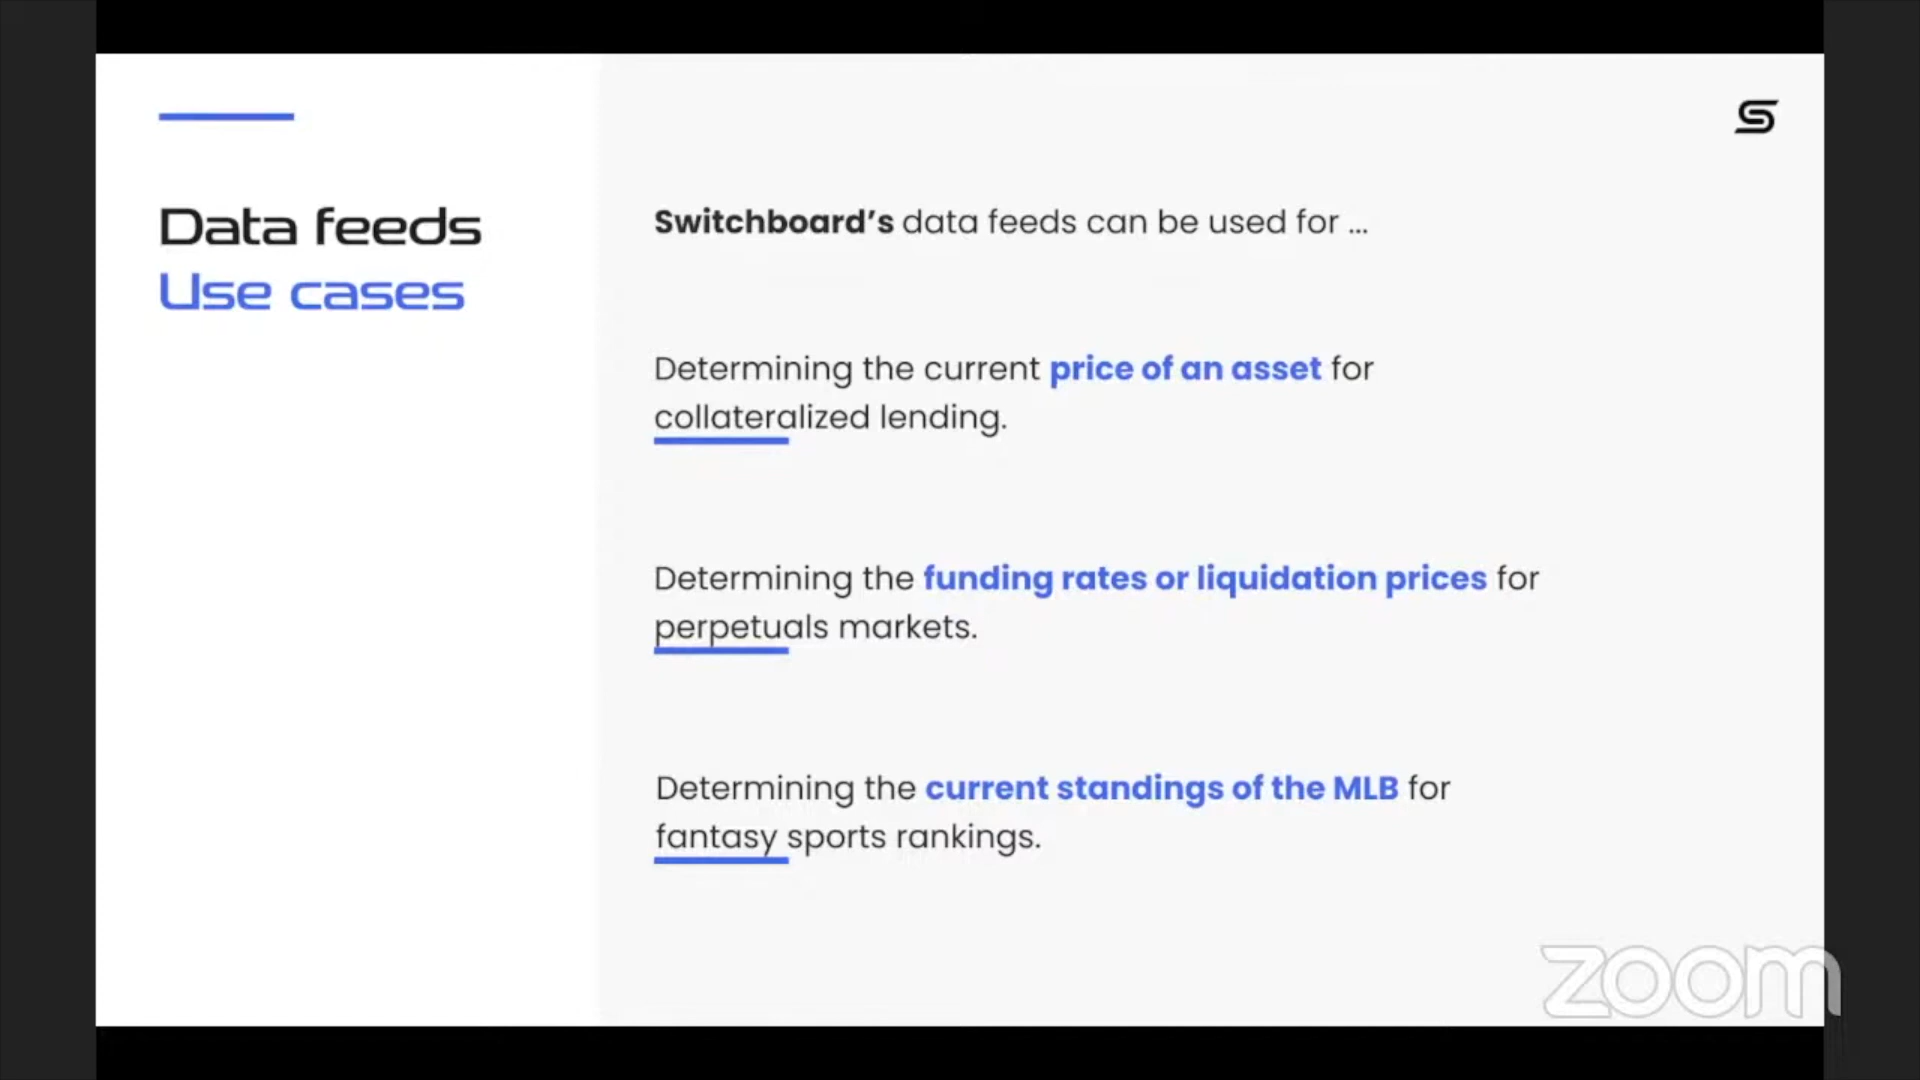 Data feeds
Use cases
Switchboard’s data feeds can be used for ...
Determining the current price of an asset for
collateralized lending.
Determining the funding rates or liquidation prices for
perpetuals markets.
Determining the current standings of the MLB for
fantasy sports rankings.
zoom